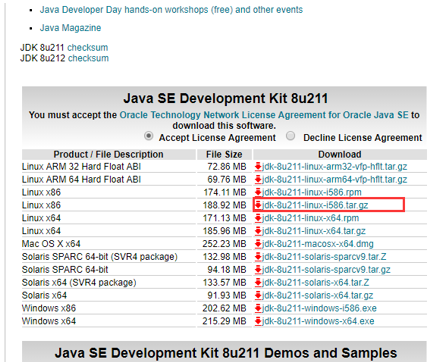 Java Developer Day hands-on workshops (free) and other events
Java Magazine
JDK 8u211 checksum
JDK 8u212 checksum
Java SE Development Kit 8u211
You must accept the Oracle Technology Network License Agreement for Oracle Java SE to
download this software.
Accept License Agreement Decline License Agreement
Product / File Description File Size Download
Linux ARM 32 Hard Float ABI 72.86 MB jdk-8u211-linux-arm32-vfp-hflt.tar.gz
Linux ARM 64 Hard Float ABI 69.76 MB jdk-8u211-linux-arm64-vfp-hflt.tar.gz
Linux x86 174.11 MB jdk-8u211-linux-i586.rpm
Linux x86 188.92 MB jdk-8u211-linux-i586.tar.gz
Linux x64 171.13 MB jdk-8u211-linux-x64.rpm
Linux x64 185.96 MB jdk-8u211-linux-x64.tar.gz
Mac OS X x64 252.23 MB jdk-8u211-macosx-x64.dmg
Solaris SPARC 64-bit (SVR4 package) 132.98 MB jdk-8u211-solaris-sparcv9.tar.Z
Solaris SPARC 64-bit 94.18 MB jdk-8u211-solaris-sparcv9.tar.gz
Solaris x64 (SVR4 package) 133.57 MB jdk-8u211-solaris-x64.tar.Z
Solaris x64 91.93 MB jdk-8u211-solaris-x64.tar.gz
Windows x86 202.62 MB jdk-8u211-windows-i586.exe
Windows x64 215.29 MB jdk-8u211-windows-x64.exe
Java SE Development Kit 8u211 Demos and Samples